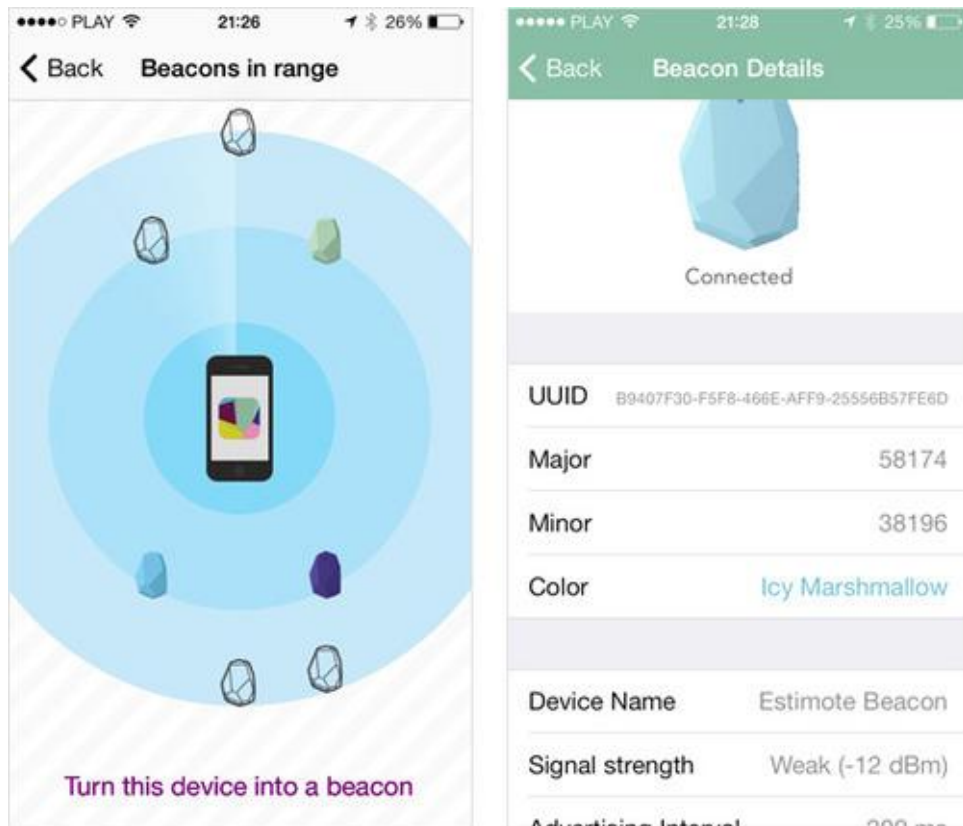 PLAY 21:26 26%
Back Beacons in range
Turn this device into a beacon
PLAY 21:28 25%
Back Beacon Details
Connected
UUID B9407F30-F5F8-466E-AFF9-25556B57FE6D
Major 58174
Minor 38196
Color Icy Marshmallow
Device Name Estimote Beacon
Signal strength Weak (-12 dBm)
Advertising Interval